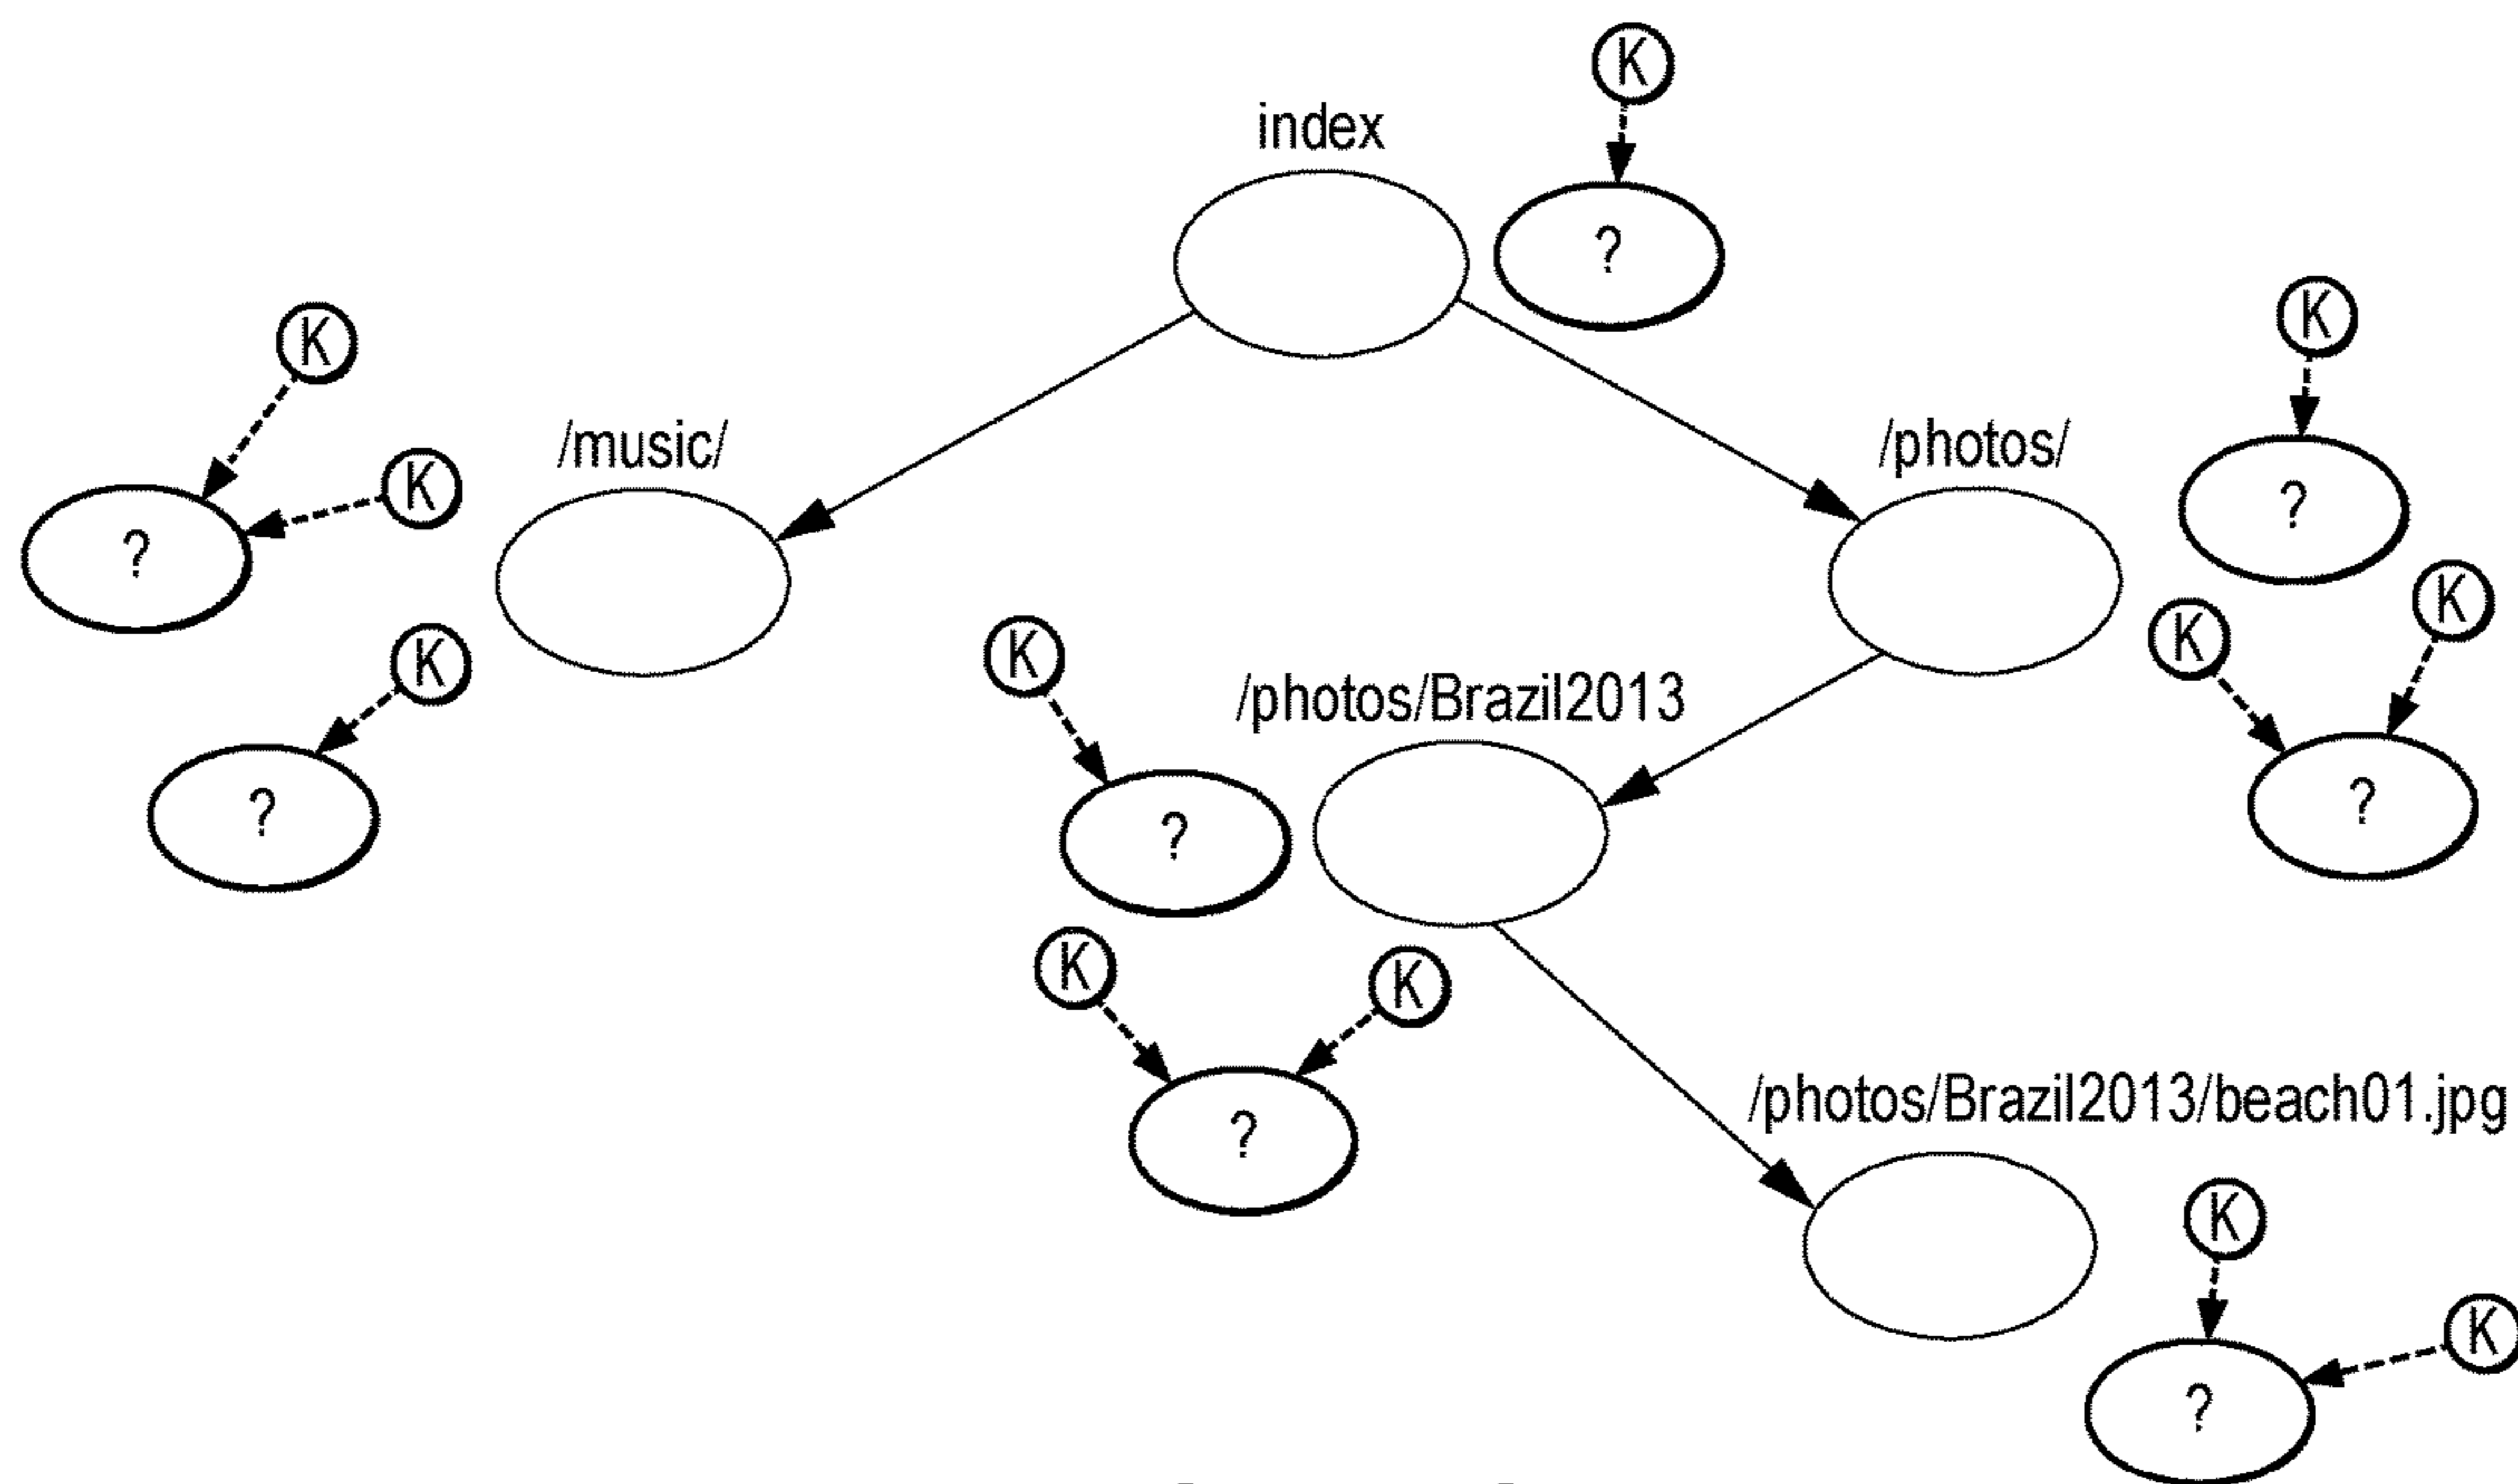 K
index
?
K
K
/music/
/photos/
K
?
?
K
K
K
K
/photos/Brazil2013
?
?
?
?
K
K
/photos/Brazil2013/beach01.jpg
?
K
K
?